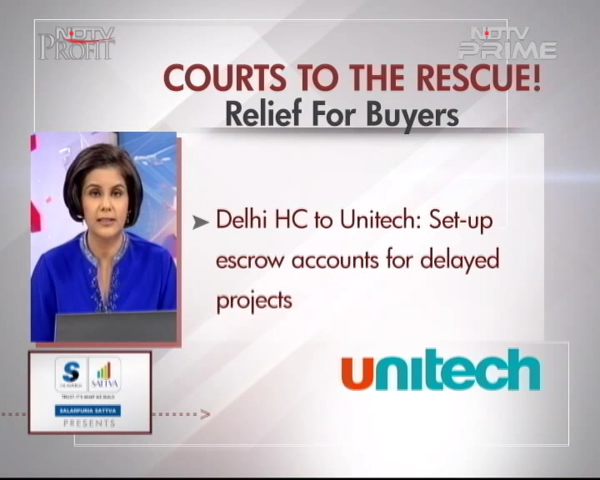 NDTV
PROFIT
NDTV
PRIME
COURTS TO THE RESCUE!
Relief For Buyers
Delhi HC to Unitech: Set-up
escrow accounts for delayed
projects
unitech
S
SATTVA
SALARPURIA SATTVA
PRESENTS